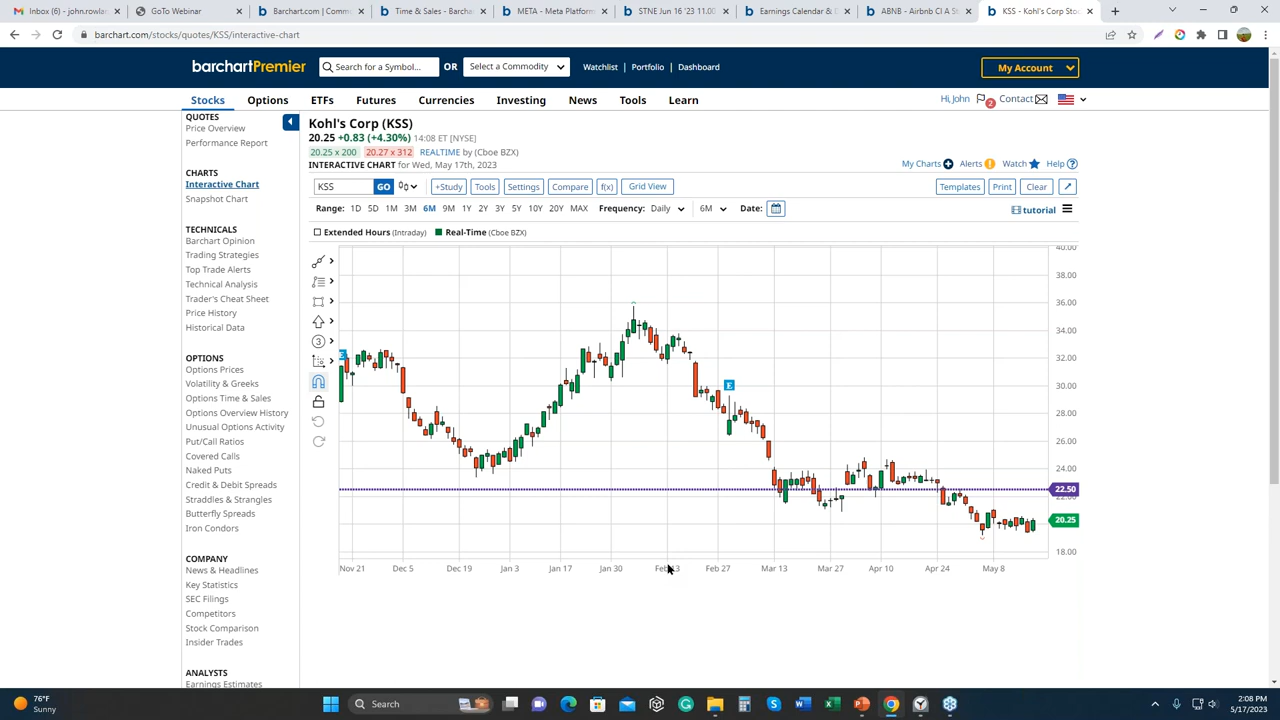 Inbox (4) - john.rowlan
GoTo Webinar
Barchart.com | Commod
Time & Sales - Barchar
META - Meta Platform
STNE Jun 16 '23 11.00
Earnings Calendar & E
ABNB - Airbnb Cl A St
KSS - Kohl's Corp Stoc
barchart.com/stocks/quotes/KSS/interactive-chart
barchartPremier
Search for a Symbol...
OR
Select a Commodity
Watchlist | Portfolio | Dashboard
My Account
Stocks Options ETFs Futures Currencies Investing News Tools Learn
Hi, John
2
Contact
QUOTES
Price Overview
Performance Report
CHARTS
Interactive Chart
Snapshot Chart
TECHNICALS
Barchart Opinion
Trading Strategies
Top Trade Alerts
Technical Analysis
Trader's Cheat Sheet
Price History
Historical Data
OPTIONS
Options Prices
Volatility & Greeks
Options Time & Sales
Options Overview History
Unusual Options Activity
Put/Call Ratios
Covered Calls
Naked Puts
Credit & Debit Spreads
Straddles & Strangles
Butterfly Spreads
Iron Condors
COMPANY
News & Headlines
Key Statistics
SEC Filings
Competitors
Stock Comparison
Insider Trades
ANALYSTS
Earnings Estimates
Kohl's Corp (KSS)
20.25 +0.83 (+4.30%) 14:08 ET [NYSE]
20.25 x 200 20.27 x 312 REALTIME by (Cboe BZX)
INTERACTIVE CHART for Wed, May 17th, 2023
My Charts Alerts Watch Help
KSS GO +Study Tools Settings Compare f(x) Grid View
Templates Print Clear
Range: 1D 5D 1M 3M 6M 9M 1Y 2Y 3Y 5Y 10Y 20Y MAX Frequency: Daily 6M Date:
tutorial
Extended Hours (Intraday) Real-Time (Cboe BZX)
3
E
E
40.00
38.00
36.00
34.00
32.00
30.00
28.00
26.00
24.00
22.50
20.25
18.00
Nov 21 Dec 5 Dec 19 Jan 3 Jan 17 Jan 30 Feb 13 Feb 27 Mar 13 Mar 27 Apr 10 Apr 24 May 8
76°F
Sunny
Search
2:08 PM
5/17/2023